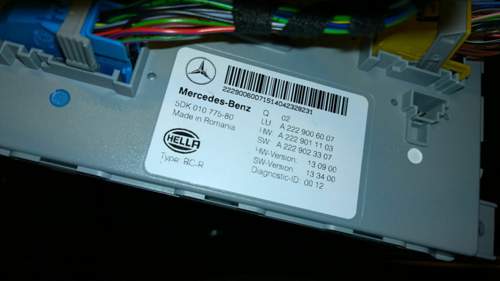 2229006007151404232823​1
Mercedes-Benz
5DK 010 775-80
Made in Romania
HELLA
Type: BC-R
Q 02
LU A 222 900 60 07
HW: A 222 901 11 03
SW: A 222 902 33 07
HW-Version: 13 09 00
SW-Version: 13 34 00
Diagnostic-ID: 00 12